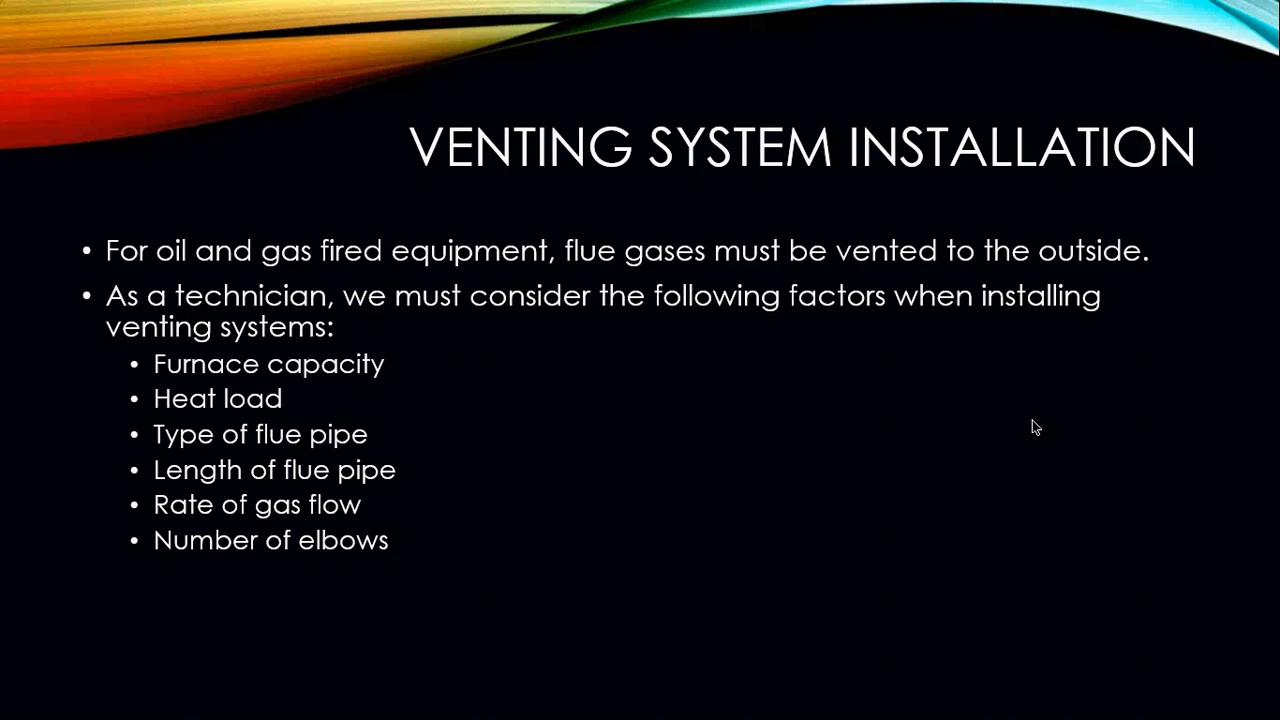 VENTING SYSTEM INSTALLATION
• For oil and gas fired equipment, flue gases must be vented to the outside.
• As a technician, we must consider the following factors when installing
venting systems:
• Furnace capacity
• Heat load
• Type of flue pipe
• Length of flue pipe
• Rate of gas flow
• Number of elbows